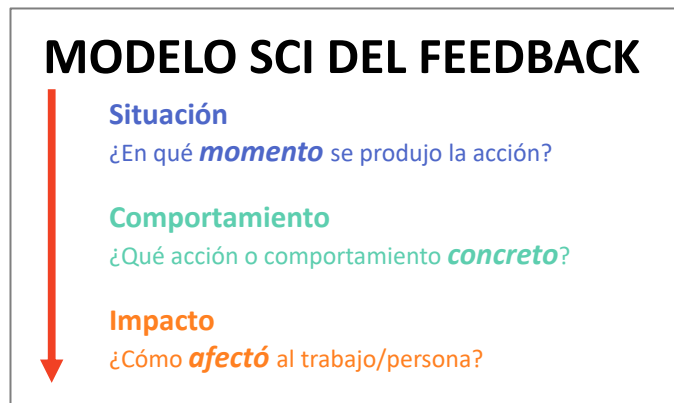 MODELO SCI DEL FEEDBACK
Situación
¿En qué momento se produjo la acción?
Comportamiento
¿Qué acción o comportamiento concreto?
Impacto
¿Cómo afectó al trabajo/persona?